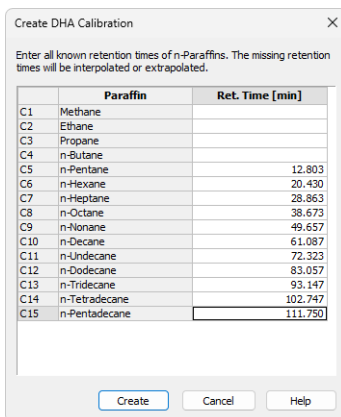 Create DHA Calibration
Enter all known retention times of n-Paraffins. The missing retention
times will be interpolated or extrapolated.
Paraffin Ret. Time [min]
C1 Methane
C2 Ethane
C3 Propane
C4 n-Butane
C5 n-Pentane 12.803
C6 n-Hexane 20.430
C7 n-Heptane 28.863
C8 n-Octane 38.673
C9 n-Nonane 49.657
C10 n-Decane 61.087
C11 n-Undecane 72.323
C12 n-Dodecane 83.057
C13 n-Tridecane 93.147
C14 n-Tetradecane 102.747
C15 n-Pentadecane 111.750
Create Cancel Help